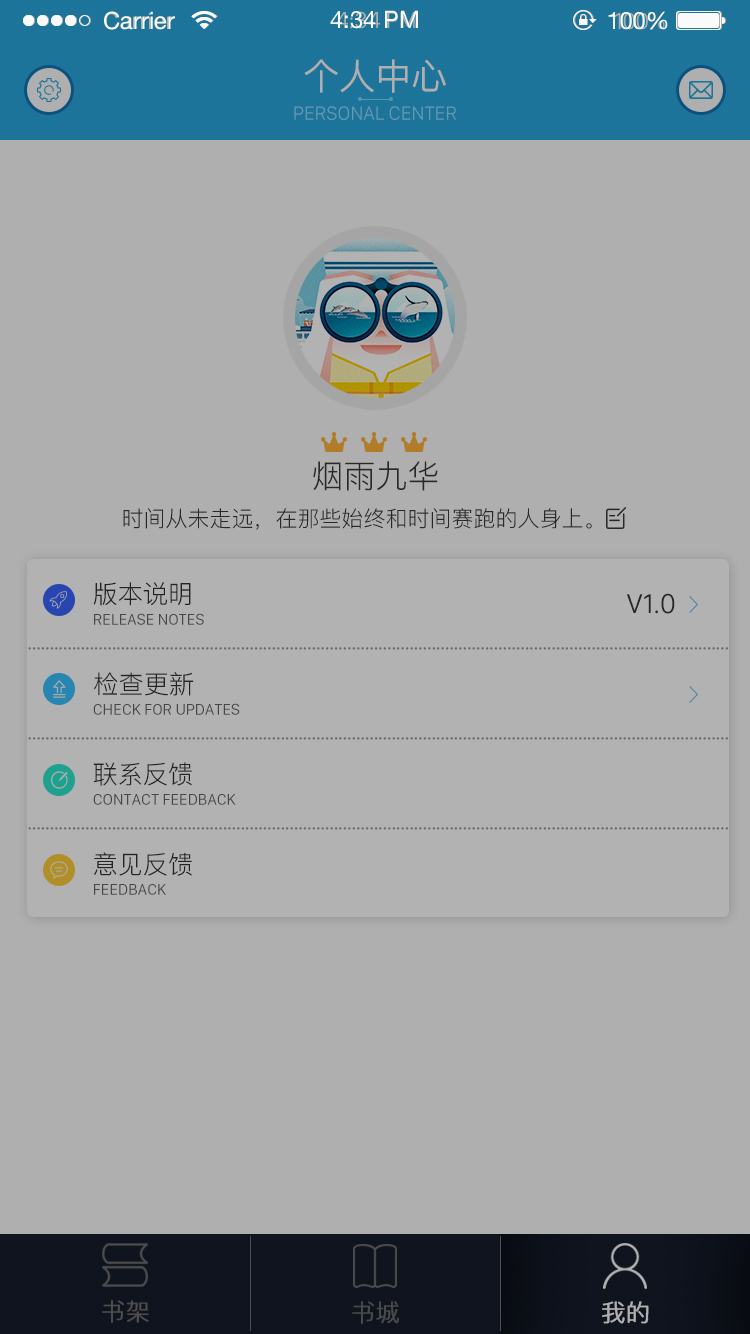 Carrier 4:34 PM 100%
个人中心
PERSONAL CENTER
烟雨九华
时间从未走远，在那些始终和时间赛跑的人身上。
版本说明
RELEASE NOTES
V1.0
检查更新
CHECK FOR UPDATES
联系反馈
CONTACT FEEDBACK
意见反馈
FEEDBACK
书架 书城 我的